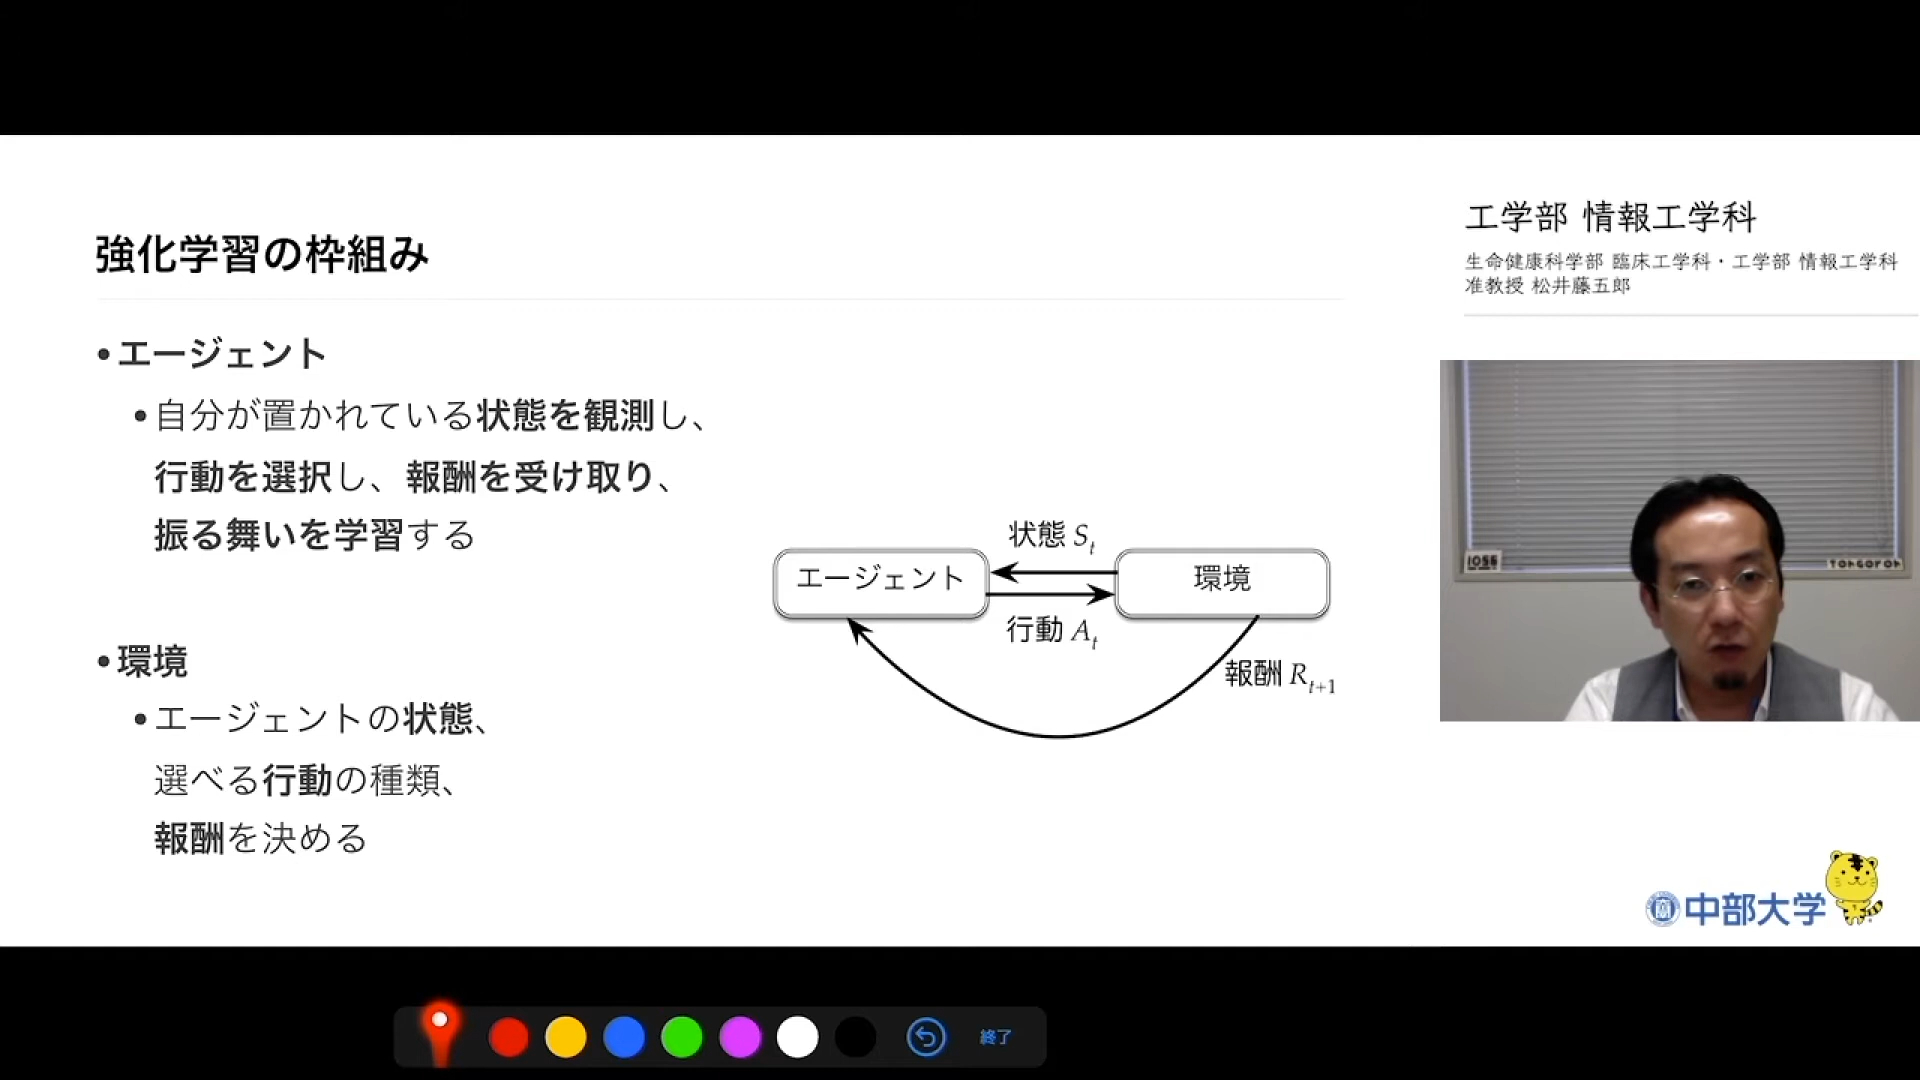 強化学習の枠組み
•エージェント
•自分が置かれている状態を観測し、
行動を選択し、報酬を受け取り、
振る舞いを学習する
•環境
•エージェントの状態、
選べる行動の種類、
報酬を決める
状態 St
エージェント
環境
行動 At
報酬 Rt+1
工学部 情報工学科
生命健康科学部 臨床工学科・工学部 情報工学科
准教授 松井藤五郎
1056
TOHGOROH
中部大学
終了